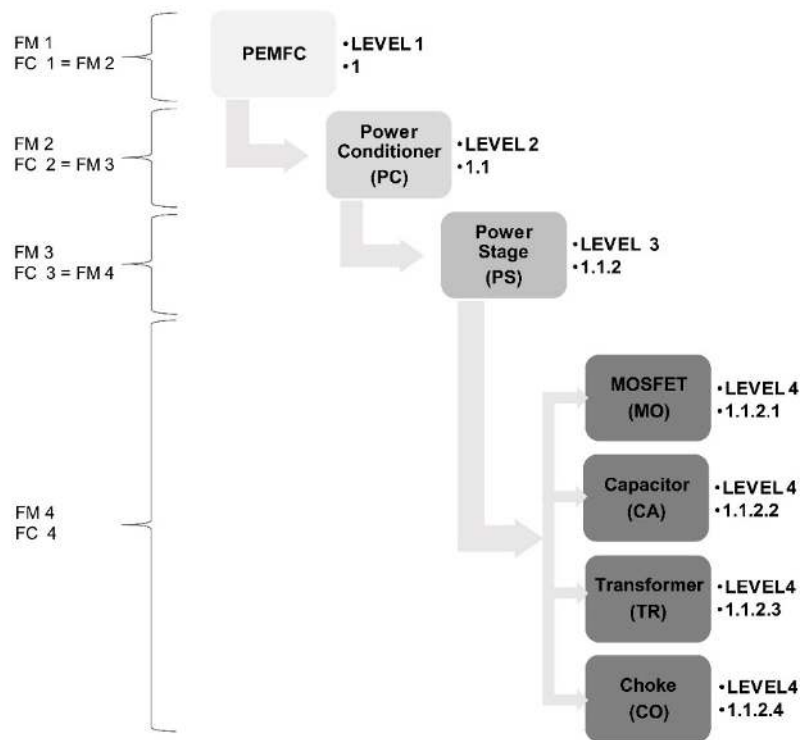 FM 1
FC 1 = FM 2
PEMFC
•LEVEL 1
•1
FM 2
FC 2 = FM 3
Power
Conditioner
(PC)
•LEVEL 2
•1.1
FM 3
FC 3 = FM 4
Power
Stage
(PS)
•LEVEL 3
•1.1.2
FM 4
FC 4
MOSFET
(MO)
•LEVEL 4
•1.1.2.1
Capacitor
(CA)
•LEVEL 4
•1.1.2.2
Transformer
(TR)
•LEVEL4
•1.1.2.3
Choke
(CO)
•LEVEL4
•1.1.2.4